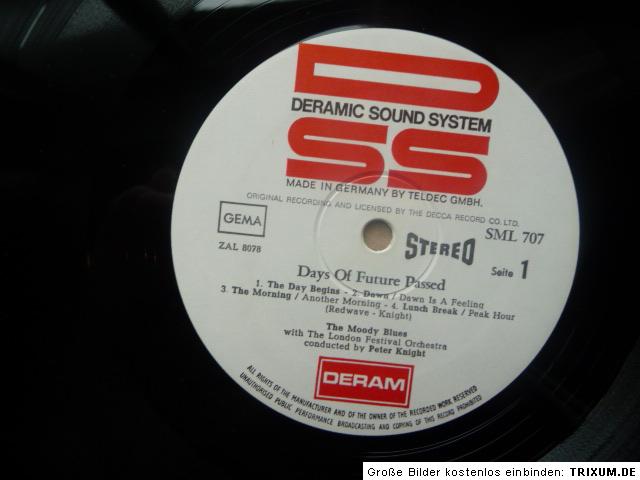 DSS
DERAMIC SOUND SYSTEM
MADE IN GERMANY BY TELDEC GMBH.
ORIGINAL RECORDING AND LICENSED BY THE DECCA RECORD CO. LTD.
GEMA
ZAL 8078
STEREO
SML 707
Seite 1
Days Of Future Passed
1. The Day Begins - 2. Dawn / Dawn Is A Feeling
3. The Morning / Another Morning - 4. Lunch Break / Peak Hour
(Redwave - Knight)
The Moody Blues
with The London Festival Orchestra
conducted by Peter Knight
DERAM
ALL RIGHTS OF THE MANUFACTURER AND OF THE OWNER OF THE RECORDED WORK RESERVED
UNAUTHORISED PUBLIC PERFORMANCE BROADCASTING AND COPYING OF THIS RECORD PROHIBITED
Große Bilder kostenlos einbinden: TRIXUM.DE